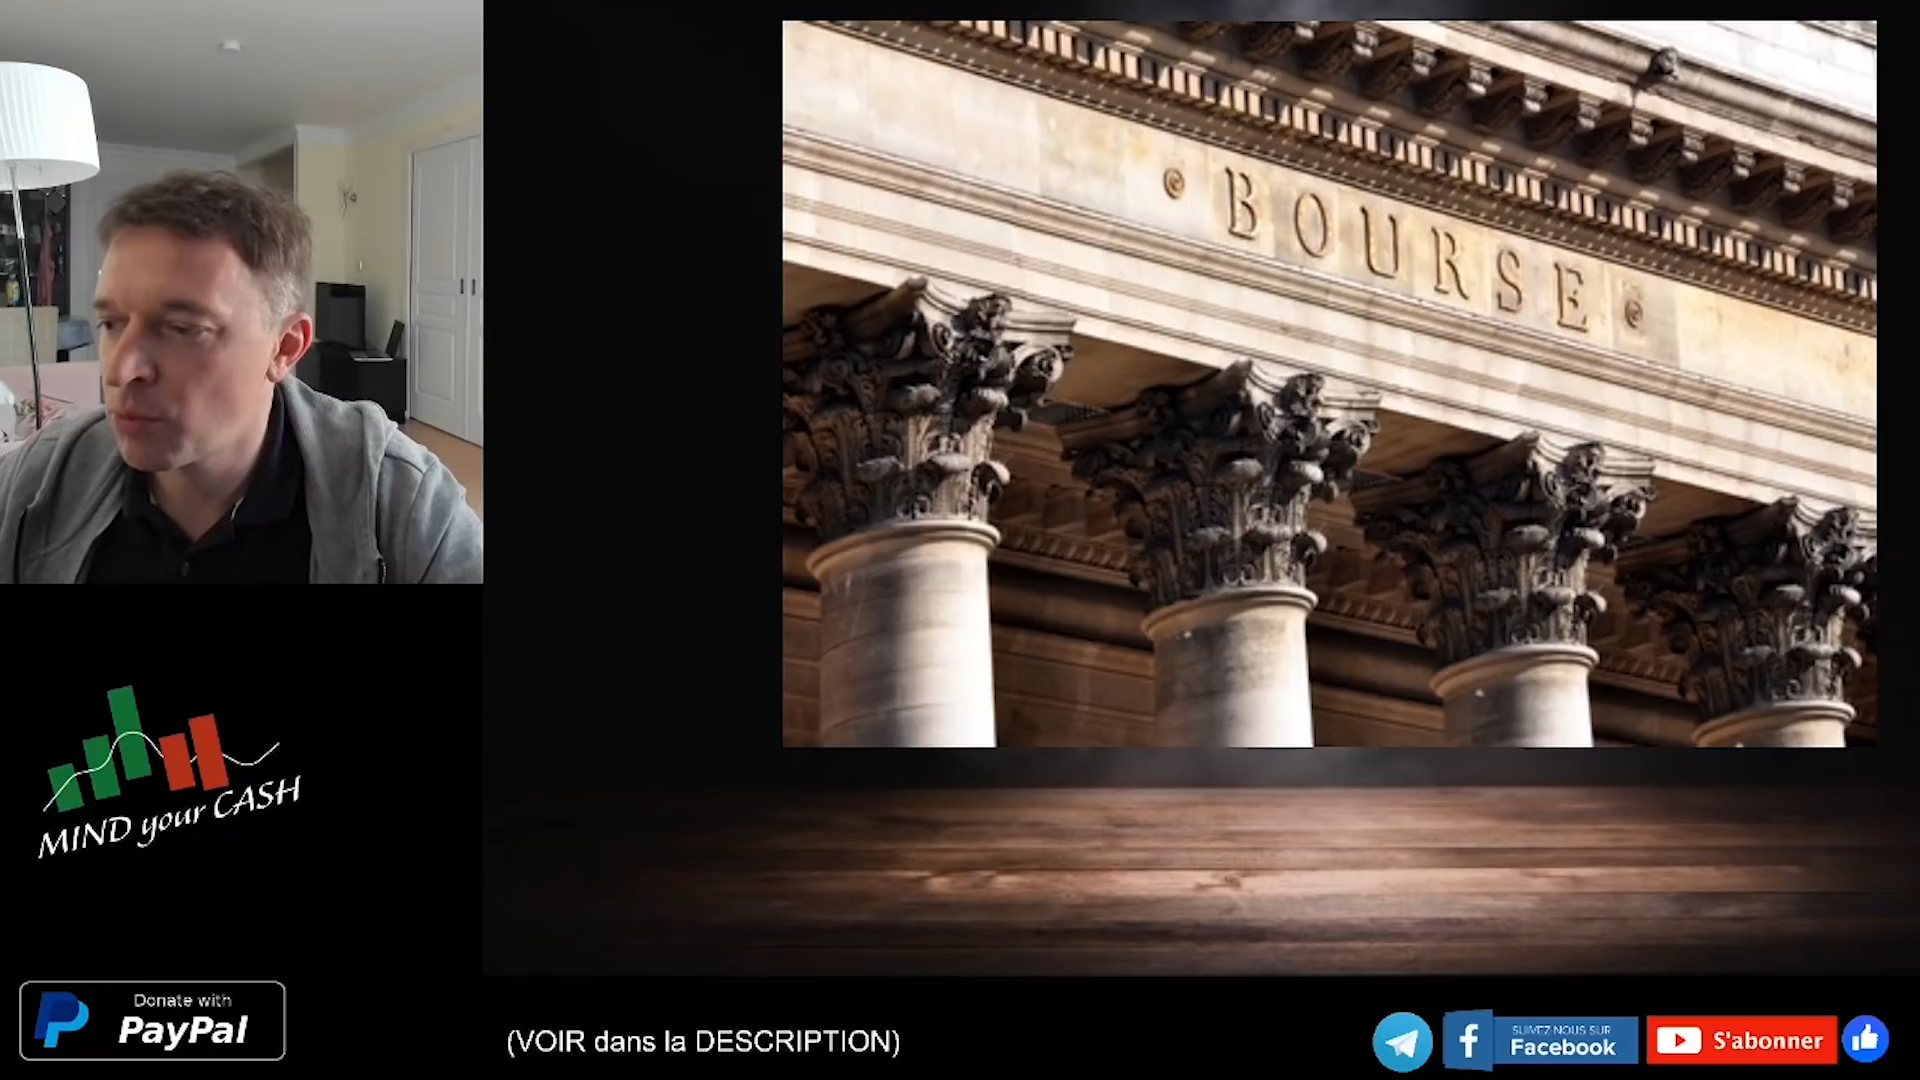 BOURSE
MIND your CASH
Donate with
PayPal
(VOIR dans la DESCRIPTION)
SUIVEZ NOUS SUR
Facebook
S'abonner